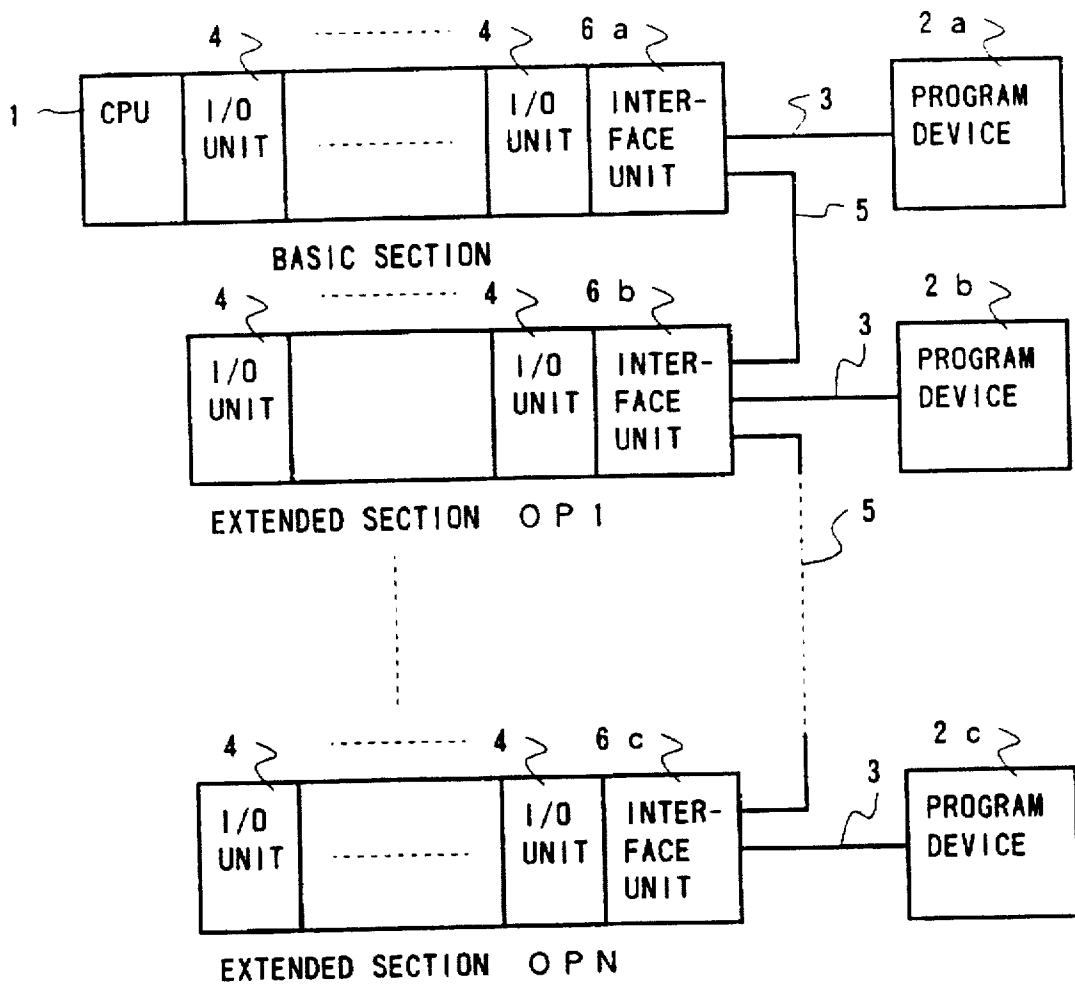 4 4 6 a 2 a
1 CPU I/O UNIT I/O UNIT INTER-FACE UNIT 3 PROGRAM DEVICE
5
BASIC SECTION
4 4 6 b 2 b
I/O UNIT I/O UNIT INTER-FACE UNIT 3 PROGRAM DEVICE
EXTENDED SECTION OP1
5
4 4 6 c 2 c
I/O UNIT I/O UNIT INTER-FACE UNIT 3 PROGRAM DEVICE
EXTENDED SECTION OPN